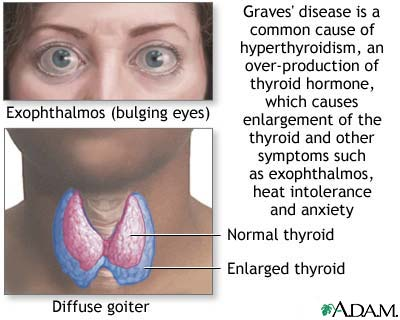 Graves' disease is a
common cause of
hyperthyroidism, an
over-production of
thyroid hormone,
which causes
enlargement of the
thyroid and other
symptoms such
as exophthalmos,
heat intolerance
and anxiety
Exophthalmos (bulging eyes)
Normal thyroid
Enlarged thyroid
Diffuse goiter
ADAM.